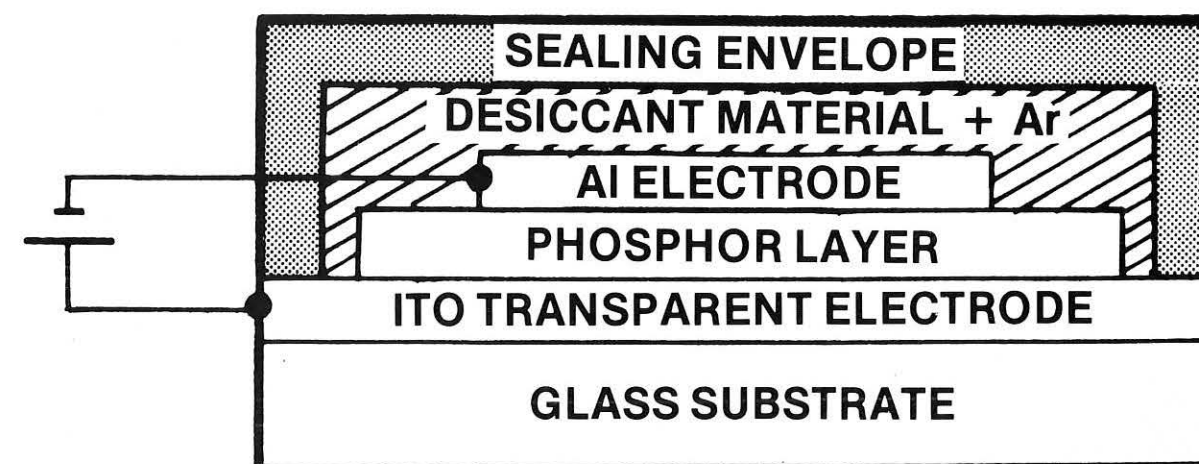 SEALING ENVELOPE
DESICCANT MATERIAL + Ar
Al ELECTRODE
PHOSPHOR LAYER
ITO TRANSPARENT ELECTRODE
GLASS SUBSTRATE